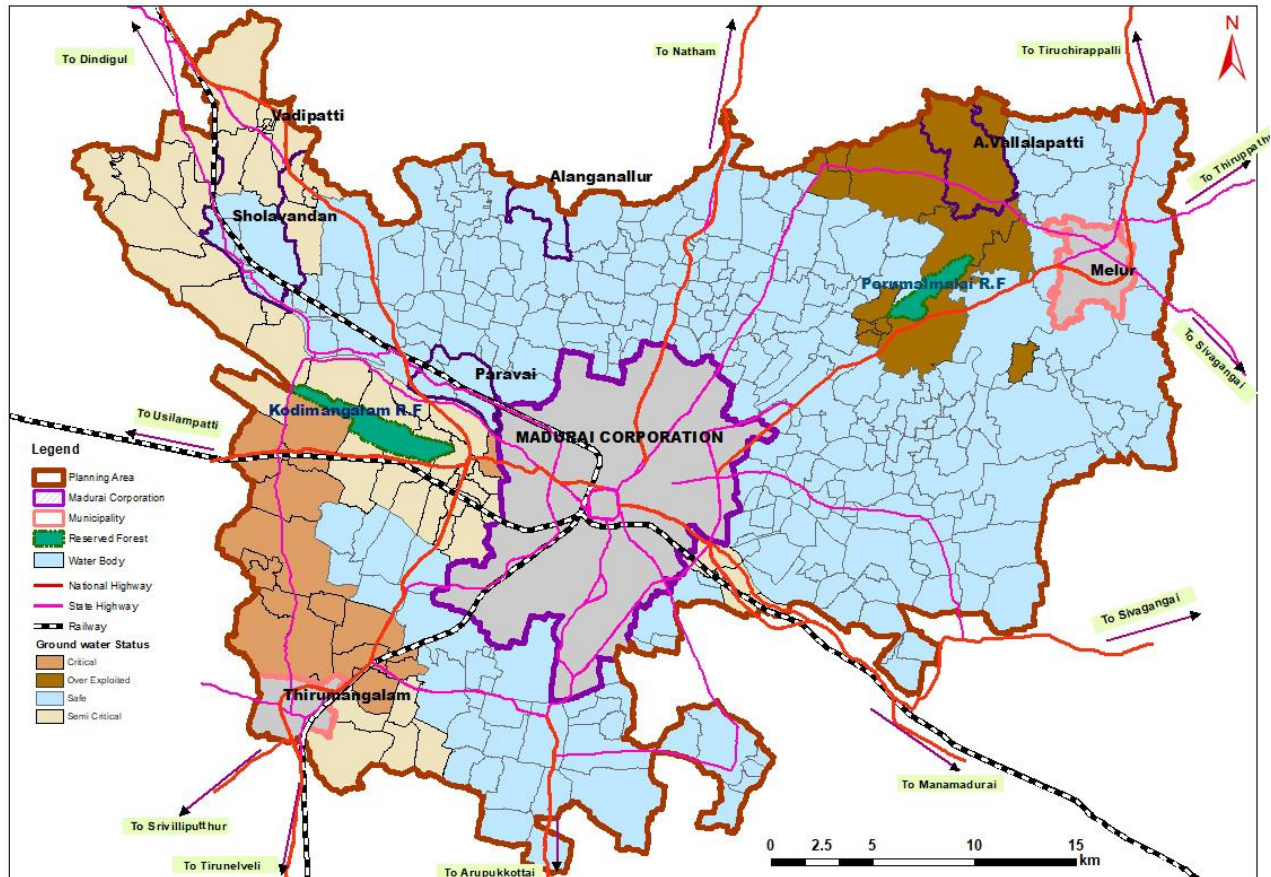 N
To Dindigul
To Natham
To Tiruchirappalli
Vadipatti
A.Vallalapatti
To Thiruppathur
Alanganallur
Sholavandan
Melur
Perumalmalai R.F
To Sivagangai
Paravai
To Usilampatti
Kodimangalam R.F
MADURAI CORPORATION
Legend
Planning Area
Madurai Corporation
Municipality
Reserved Forest
Water Body
National Highway
State Highway
Railway
Ground water Status
Critical
Over Exploited
Safe
Semi Critical
To Sivagangai
Thirumangalam
To Manamadurai
To Srivilliputthur
To Tirunelveli
To Arupukkottai
0 2.5 5 10 15
km